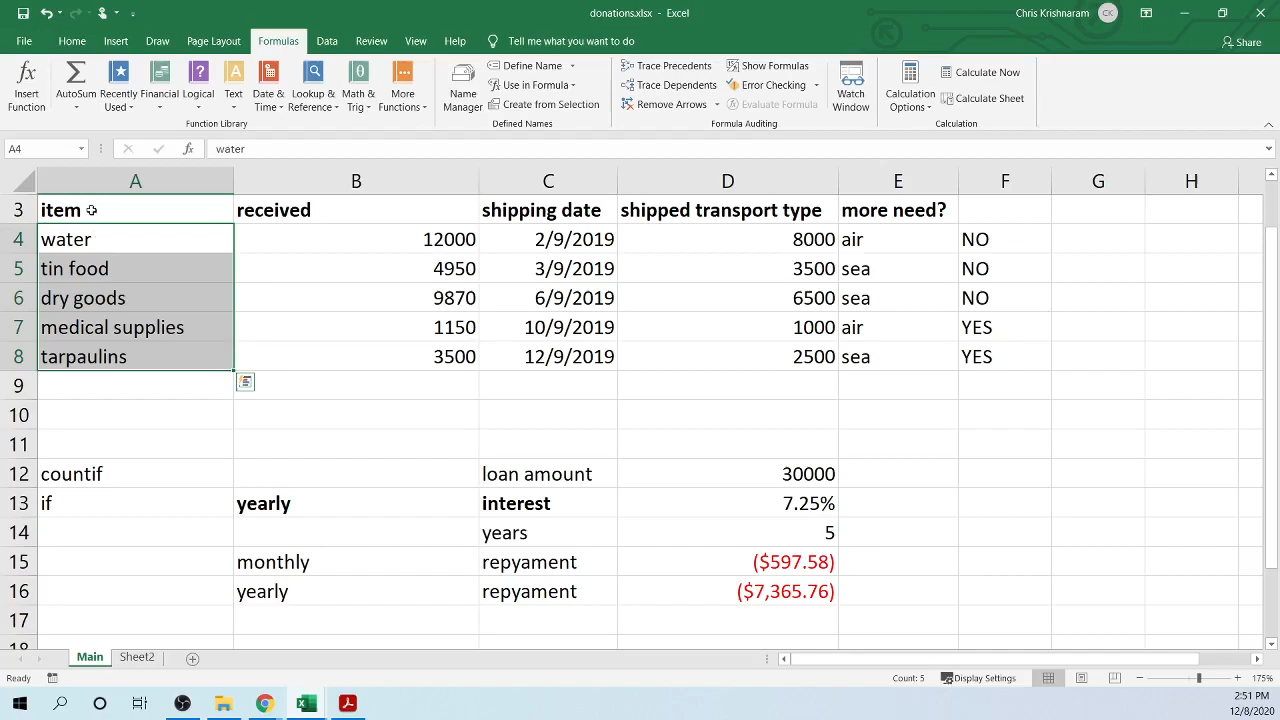 donations.xlsx - Excel
Chris Krishnaram
CK
File Home Insert Draw Page Layout Formulas Data Review View Help Tell me what you want to do
Share
Insert Function
AutoSum
Recently Used
Financial
Logical
Text
Date & Time
Lookup & Reference
Math & Trig
More Functions
Function Library
Name Manager
Define Name
Use in Formula
Create from Selection
Defined Names
Trace Precedents
Trace Dependents
Remove Arrows
Show Formulas
Error Checking
Evaluate Formula
Formula Auditing
Watch Window
Calculation Options
Calculate Now
Calculate Sheet
Calculation
A4 fx water
A B C D E F G H
3 item received shipping date shipped transport type more need?
4 water 12000 2/9/2019 8000 air NO
5 tin food 4950 3/9/2019 3500 sea NO
6 dry goods 9870 6/9/2019 6500 sea NO
7 medical supplies 1150 10/9/2019 1000 air YES
8 tarpaulins 3500 12/9/2019 2500 sea YES
9
10
11
12 countif loan amount 30000
13 if yearly interest 7.25%
14 years 5
15 monthly repyament ($597.58)
16 yearly repyament ($7,365.76)
17
18
Main Sheet2
Ready Count: 5 Display Settings 175%
2:51 PM
12/8/2020